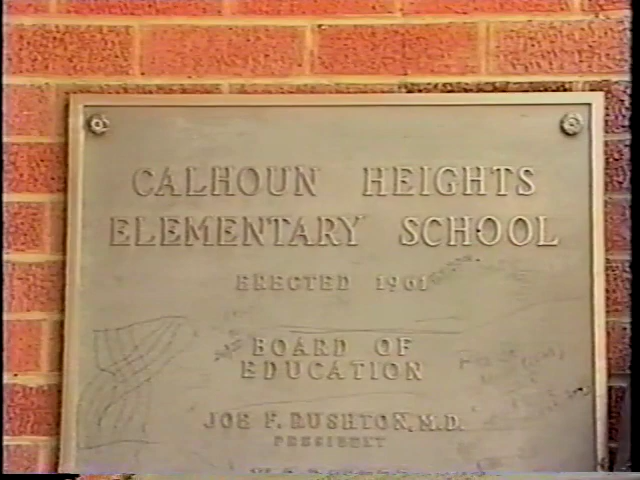 CALHOUN HEIGHTS
ELEMENTARY SCHOOL
ERECTED 1961
BOARD OF
EDUCATION
JOE F. RUSHTON, M.D.
PRESIDENT